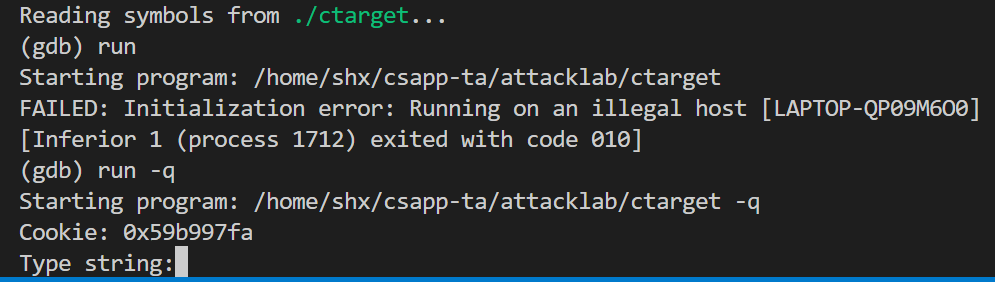 Reading symbols from ./ctarget...
(gdb) run
Starting program: /home/shx/csapp-ta/attacklab/ctarget
FAILED: Initialization error: Running on an illegal host [LAPTOP-QP09M6O0]
[Inferior 1 (process 1712) exited with code 010]
(gdb) run -q
Starting program: /home/shx/csapp-ta/attacklab/ctarget -q
Cookie: 0x59b997fa
Type string: